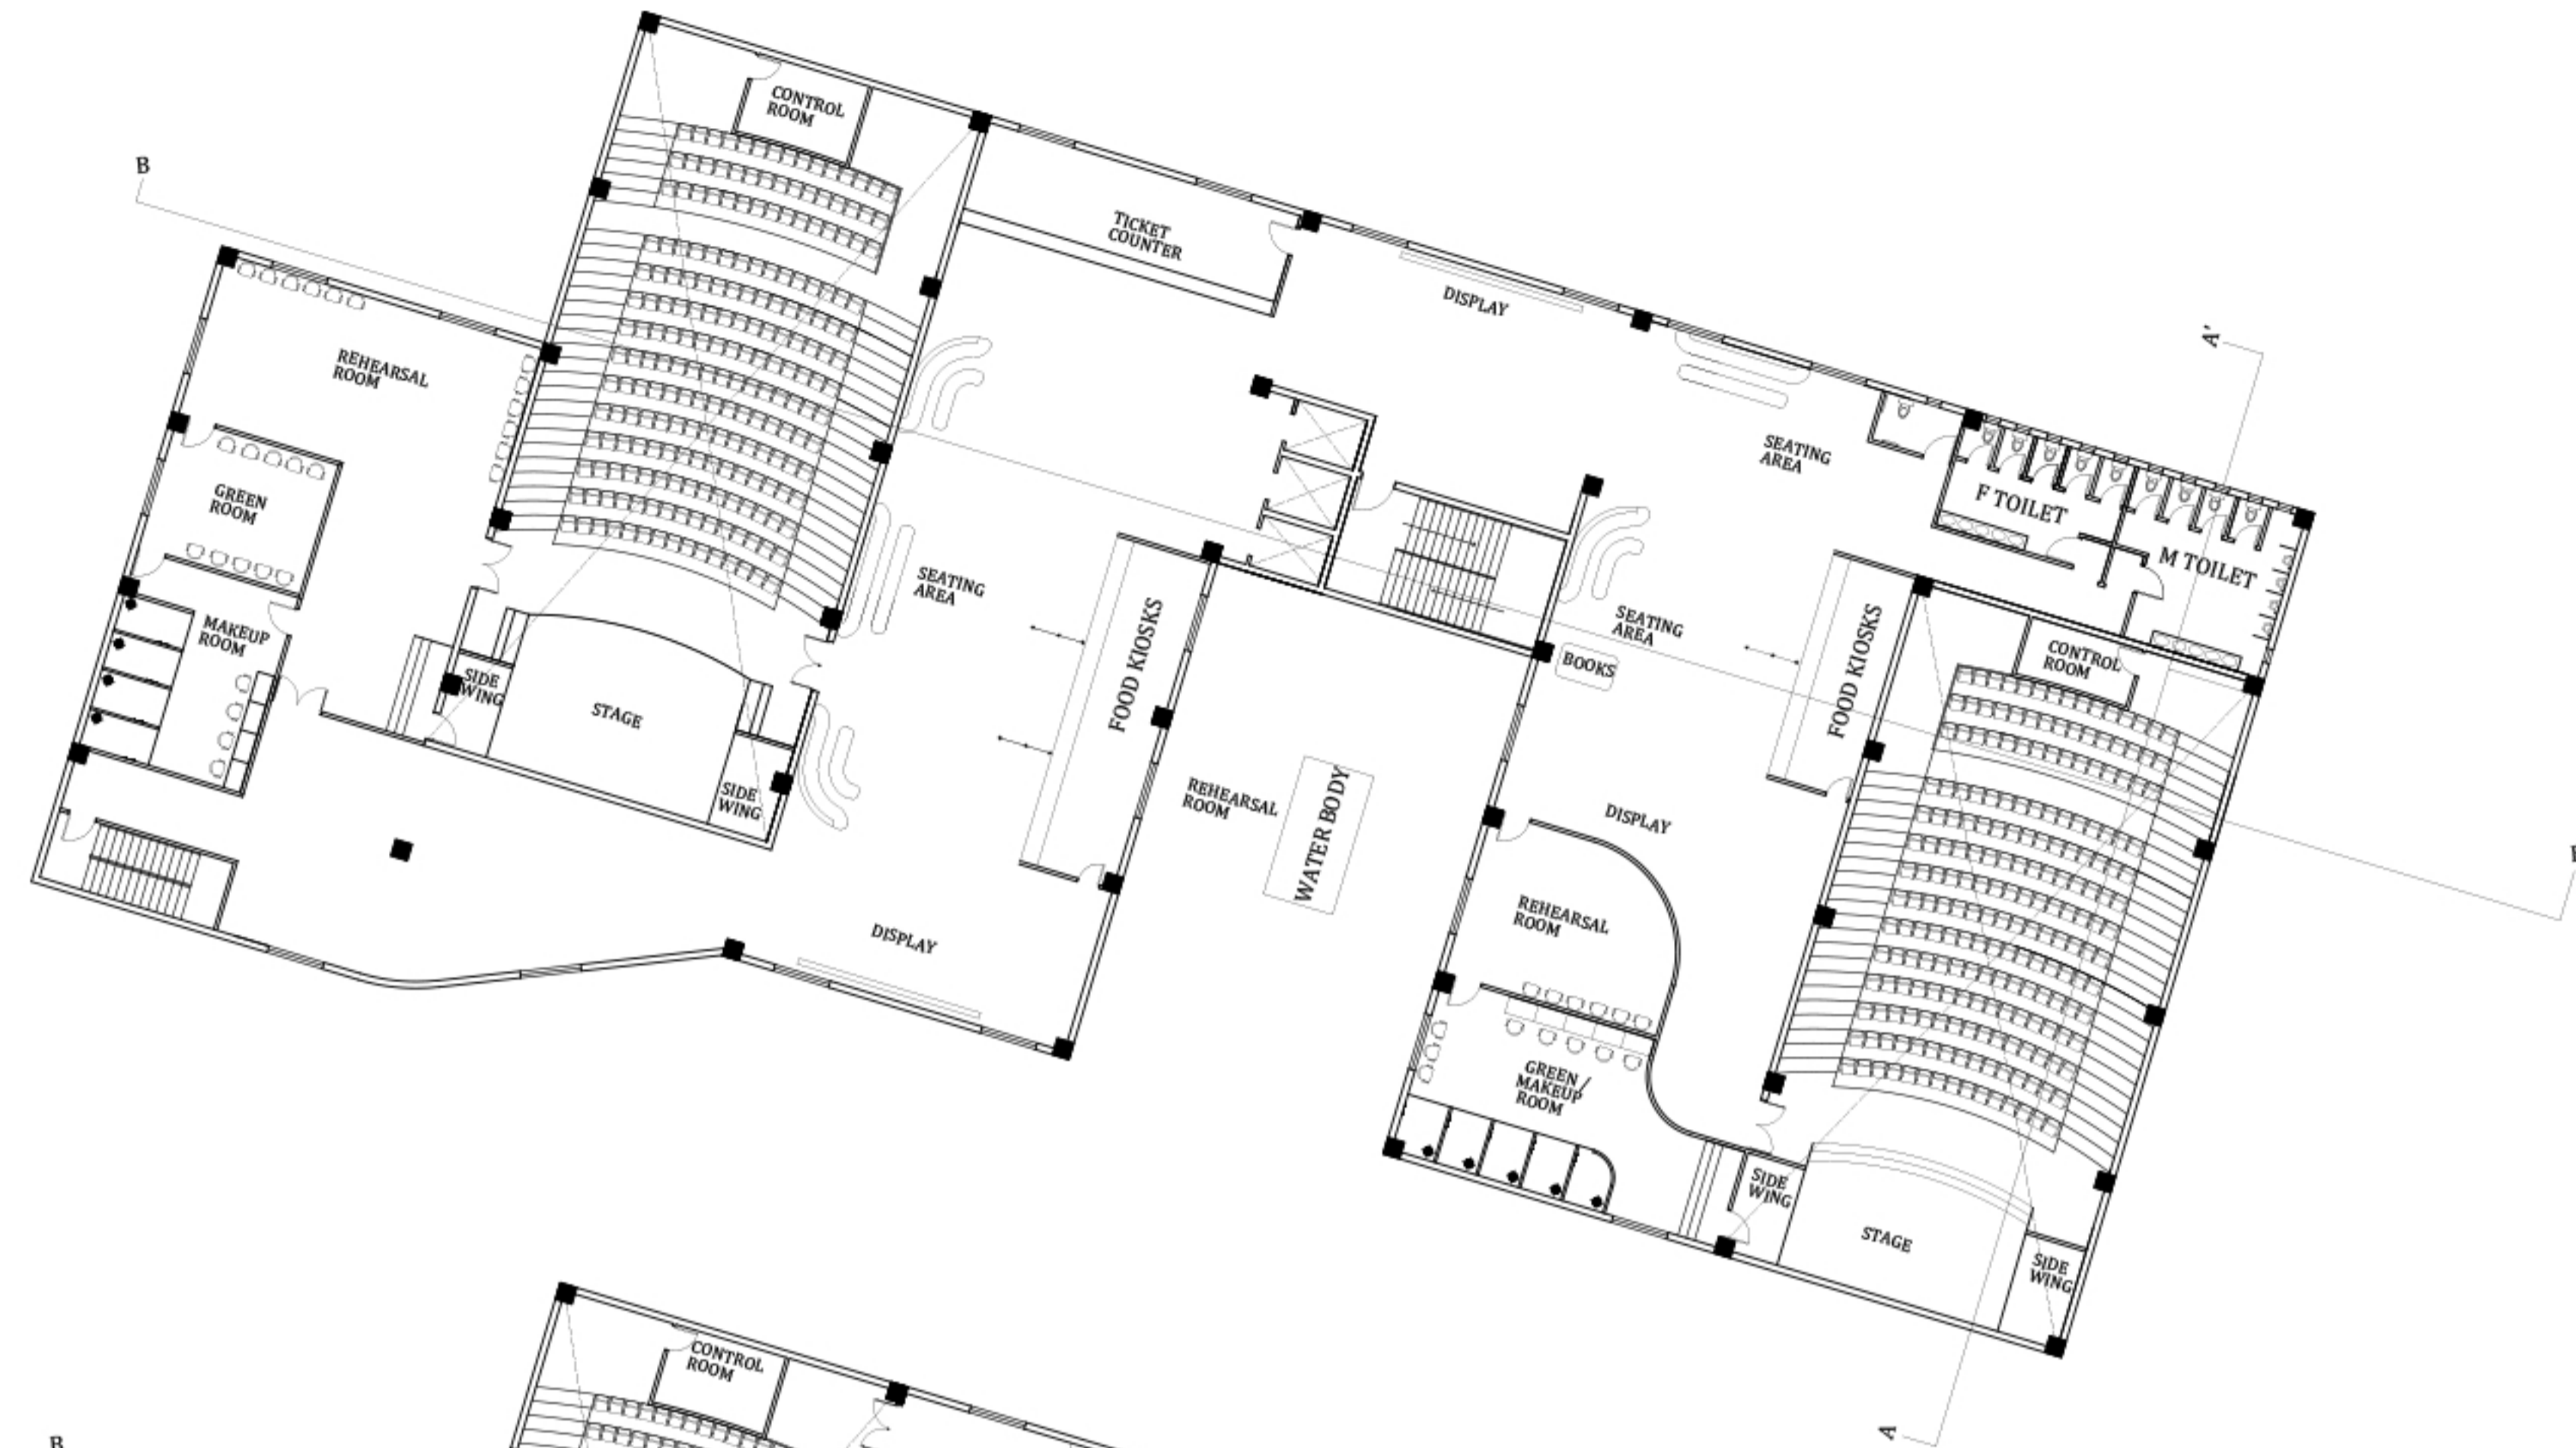 B
CONTROL
ROOM
TICKET
COUNTER
DISPLAY
A'
REHEARSAL
ROOM
SEATING
AREA
GREEN
ROOM
F TOILET
M TOILET
SEATING
AREA
FOOD KIOSKS
SEATING
AREA
FOOD KIOSKS
MAKEUP
ROOM
BOOKS
CONTROL
ROOM
SIDE
WING
STAGE
SIDE
WING
REHEARSAL
ROOM
WATER BODY
DISPLAY
DISPLAY
REHEARSAL
ROOM
GREEN/
MAKEUP
ROOM
SIDE
WING
STAGE
SIDE
WING
CONTROL
ROOM
B
A